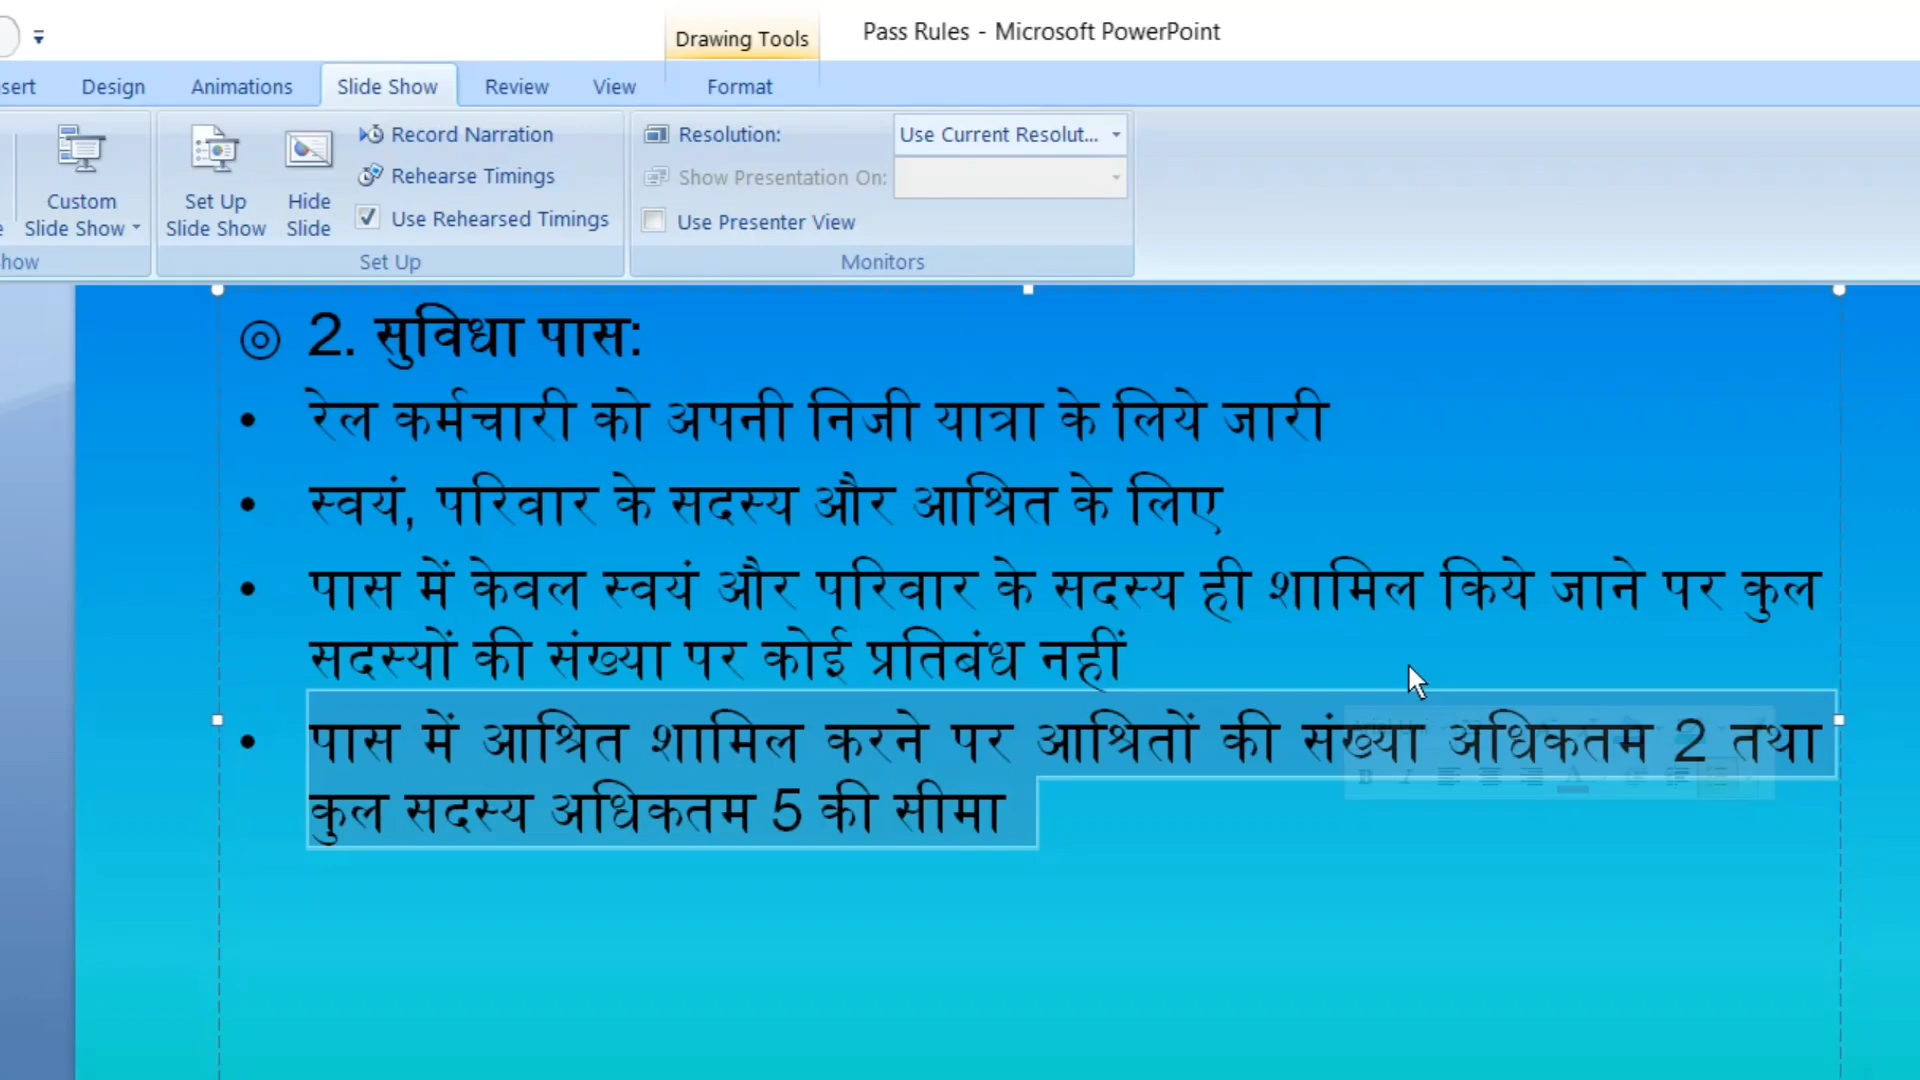 Drawing Tools
Pass Rules - Microsoft PowerPoint
sert Design Animations Slide Show Review View Format
Custom Slide Show
Set Up Slide Show
Hide Slide
Record Narration
Rehearse Timings
Use Rehearsed Timings
Resolution: Use Current Resolut...
Show Presentation On:
Use Presenter View
how Set Up Monitors
◎ 2. सुविधा पास:
• रेल कर्मचारी को अपनी निजी यात्रा के लिये जारी
• स्वयं, परिवार के सदस्य और आश्रित के लिए
• पास में केवल स्वयं और परिवार के सदस्य ही शामिल किये जाने पर कुल
सदस्यों की संख्या पर कोई प्रतिबंध नहीं
• पास में आश्रित शामिल करने पर आश्रितों की संख्या अधिकतम 2 तथा
कुल सदस्य अधिकतम 5 की सीमा